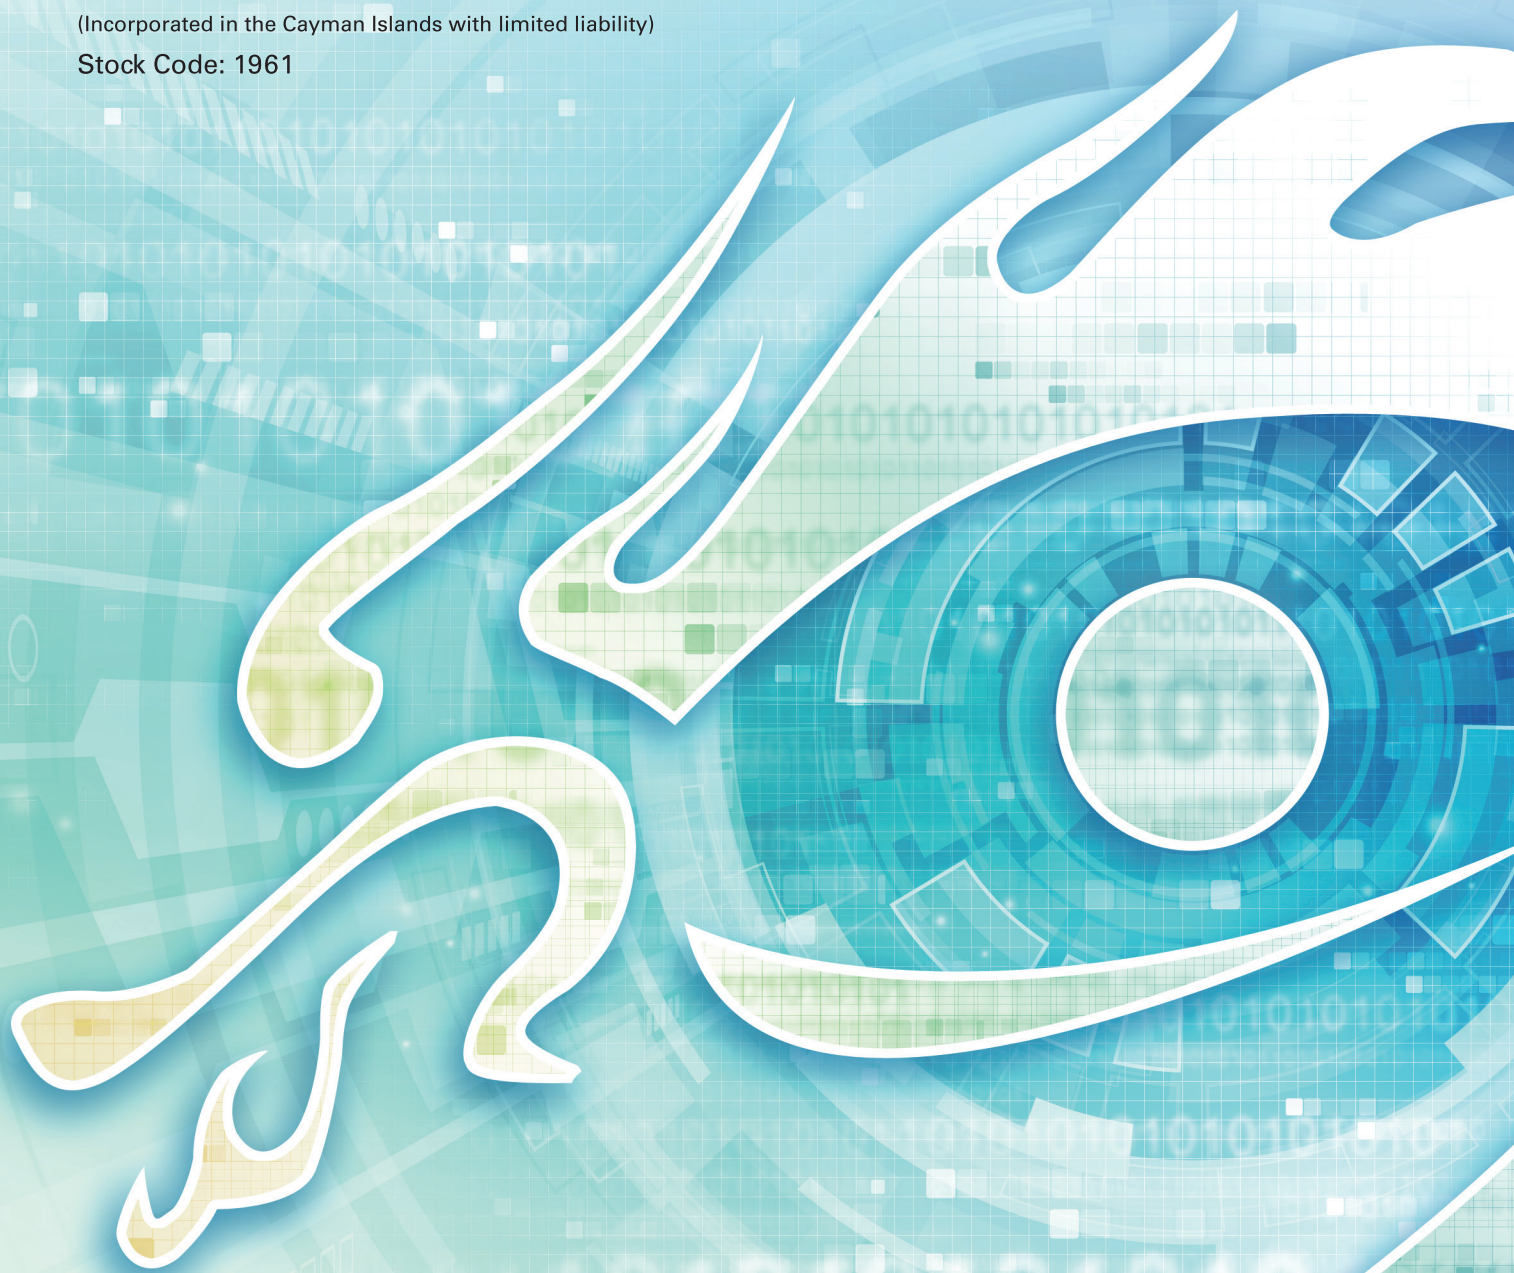 (Incorporated in the Cayman Islands with limited liability)
Stock Code: 1961